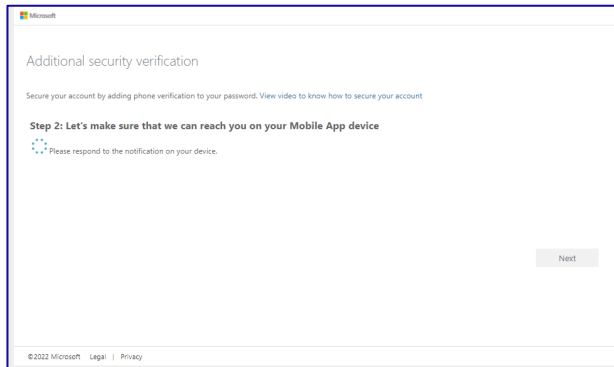 Microsoft
Additional security verification
Secure your account by adding phone verification to your password. View video to know how to secure your account
Step 2: Let's make sure that we can reach you on your Mobile App device
Please respond to the notification on your device.
Next
©2022 Microsoft Legal | Privacy